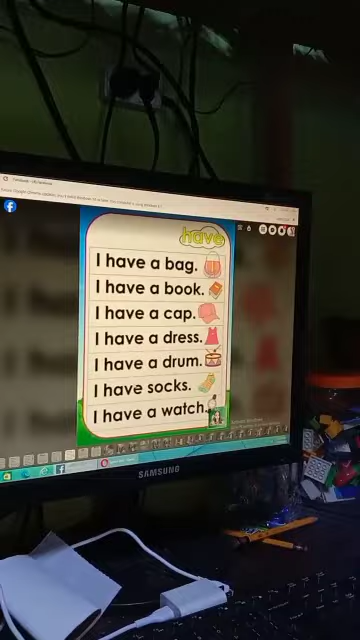 have
I have a bag.
I have a book.
I have a cap.
I have a dress.
I have a drum.
I have socks.
I have a watch.
SAMSUNG